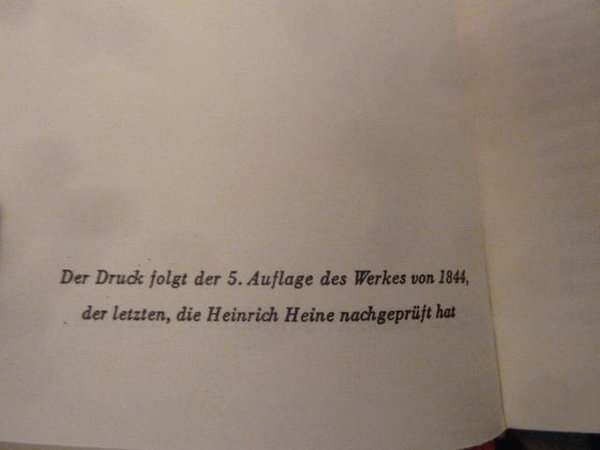 Der Druck folgt der 5. Auflage des Werkes von 1844,
der letzten, die Heinrich Heine nachgeprüft hat